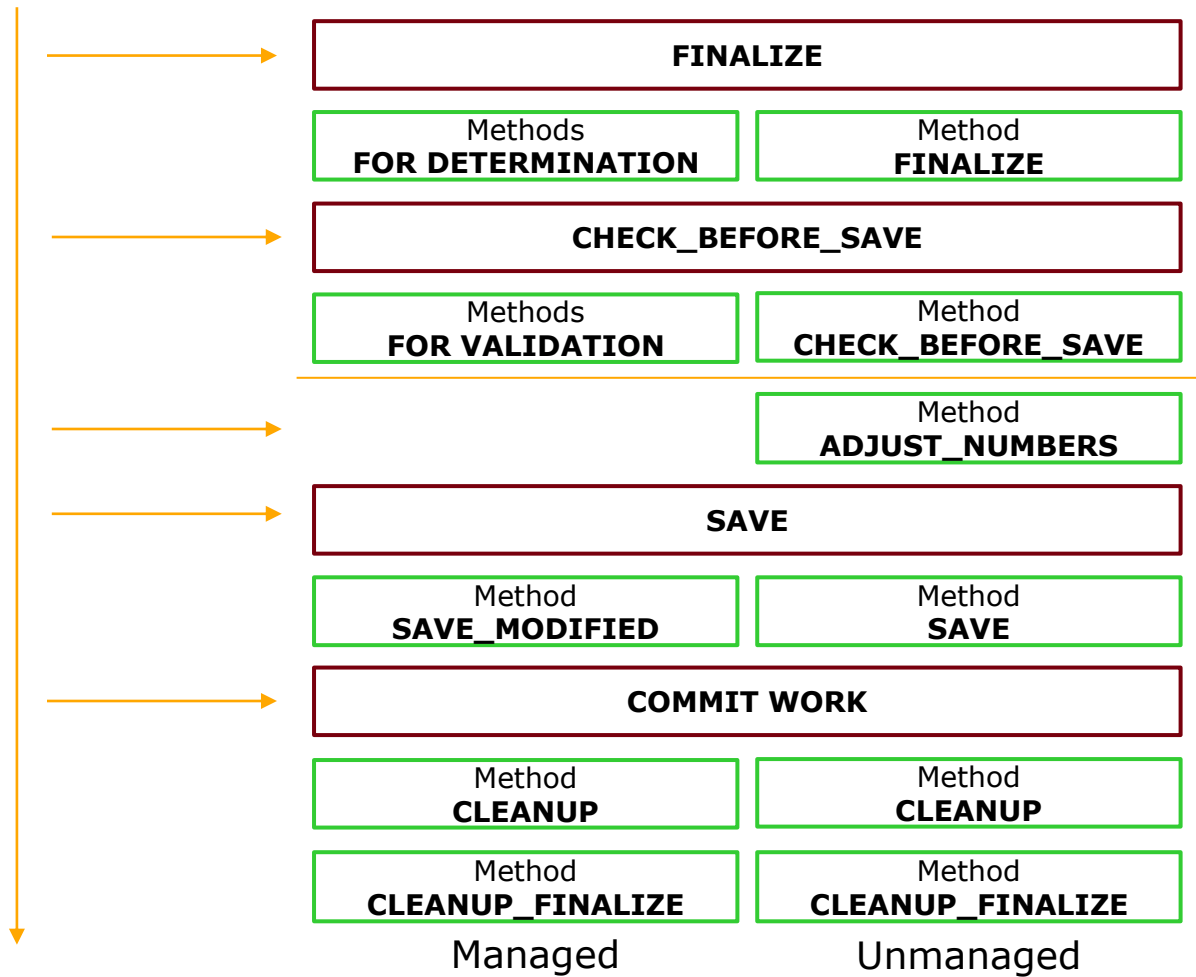 FINALIZE
Methods
FOR DETERMINATION
Method
FINALIZE
CHECK_BEFORE_SAVE
Methods
FOR VALIDATION
Method
CHECK_BEFORE_SAVE
Method
ADJUST_NUMBERS
SAVE
Method
SAVE_MODIFIED
Method
SAVE
COMMIT WORK
Method
CLEANUP
Method
CLEANUP
Method
CLEANUP_FINALIZE
Method
CLEANUP_FINALIZE
Managed
Unmanaged